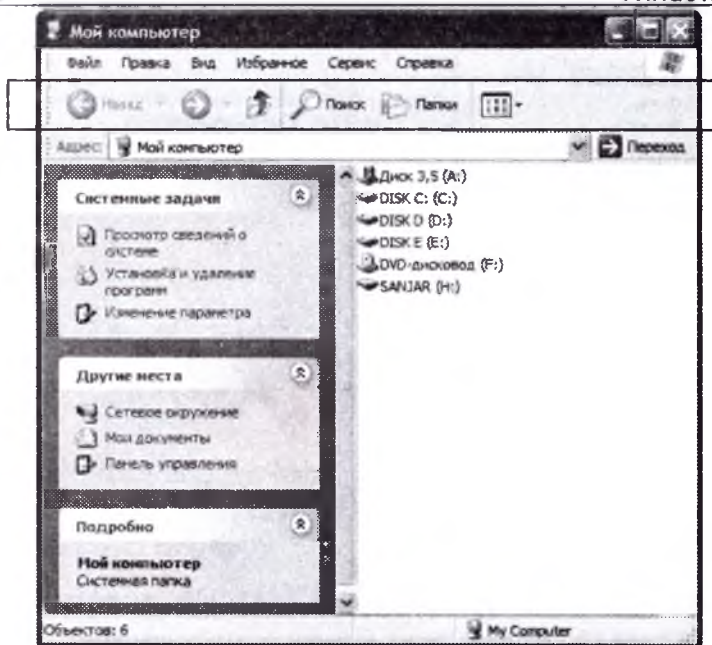 Мой компьютер
Файл Правка Вид Избранное Сервис Справка
Назад Поиск Папки
Адрес: Мой компьютер Переход
Системные задачи
Просмотр сведений о
системе
Установка и удаление
программ
Изменение параметра
Другие места
Сетевое окружение
Мои документы
Панель управления
Подробно
Мой компьютер
Системная папка
Диск 3,5 (A:)
DISK C: (C:)
DISK D (D:)
DISK E (E:)
DVD-дисковод (F:)
SANJAR (H:)
Объектов: 6 My Computer